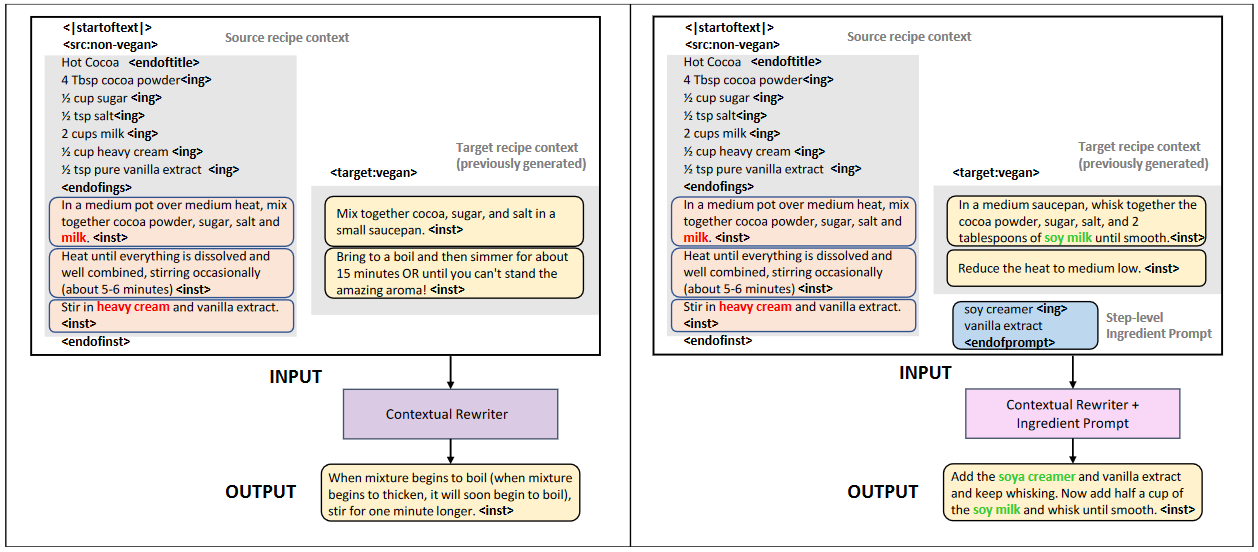 <|startoftext|>
<src:non-vegan>
Source recipe context
Hot Cocoa <endoftitle>
4 Tbsp cocoa powder<ing>
½ cup sugar <ing>
½ tsp salt<ing>
2 cups milk <ing>
½ cup heavy cream <ing>
½ tsp pure vanilla extract <ing>
<endofings>
In a medium pot over medium heat, mix
together cocoa powder, sugar, salt and
milk. <inst>
Heat until everything is dissolved and
well combined, stirring occasionally
(about 5-6 minutes) <inst>
Stir in heavy cream and vanilla extract.
<inst>
<endofinst>
Target recipe context
(previously generated)
<target:vegan>
Mix together cocoa, sugar, and salt in a
small saucepan. <inst>
Bring to a boil and then simmer for about
15 minutes OR until you can't stand the
amazing aroma! <inst>
INPUT
Contextual Rewriter
OUTPUT
When mixture begins to boil (when mixture
begins to thicken, it will soon begin to boil),
stir for one minute longer. <inst>
<|startoftext|>
<src:non-vegan>
Source recipe context
Hot Cocoa <endoftitle>
4 Tbsp cocoa powder<ing>
½ cup sugar <ing>
½ tsp salt<ing>
2 cups milk <ing>
½ cup heavy cream <ing>
½ tsp pure vanilla extract <ing>
<endofings>
In a medium pot over medium heat, mix
together cocoa powder, sugar, salt and
milk. <inst>
Heat until everything is dissolved and
well combined, stirring occasionally
(about 5-6 minutes) <inst>
Stir in heavy cream and vanilla extract.
<inst>
<endofinst>
Target recipe context
(previously generated)
<target:vegan>
In a medium saucepan, whisk together the
cocoa powder, sugar, salt, and 2
tablespoons of soy milk until smooth.<inst>
Reduce the heat to medium low. <inst>
soy creamer <ing>
vanilla extract
<endofprompt>
Step-level
Ingredient Prompt
INPUT
Contextual Rewriter +
Ingredient Prompt
OUTPUT
Add the soya creamer and vanilla extract
and keep whisking. Now add half a cup of
the soy milk and whisk until smooth. <inst>